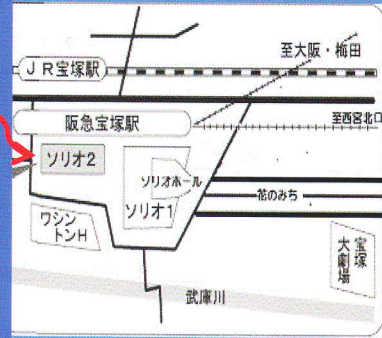 至大阪・梅田
JR宝塚駅
阪急宝塚駅
至西宮北口
ソリオ2
ソリオホール
ソリオ1
花のみち
ワシン
トンH
宝塚
大劇場
武庫川